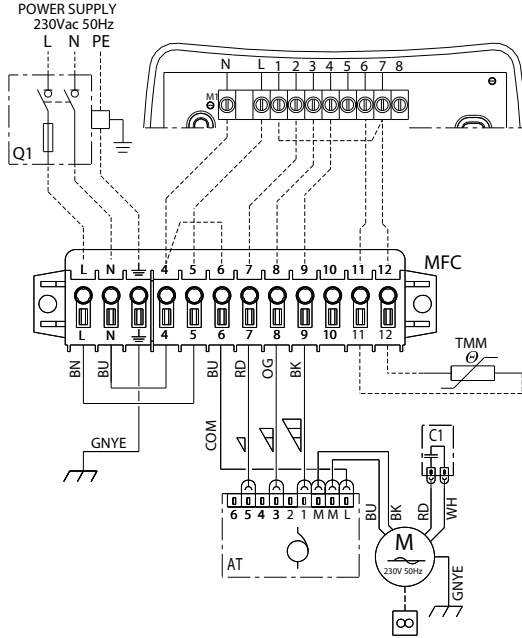 POWER SUPPLY
230Vac 50Hz
L N PE
Q1
N L 1 2 3 4 5 6 7 8
M1
MFC
L N 4 5 6 7 8 9 10 11 12
L N 4 5 6 7 8 9 10 11 12
BN BU BU RD OG BK
TMM
Θ
GNYE
COM
C1
6 5 4 3 2 1 M M L
AT
BU BK RD WH
M
230V 50Hz
GNYE